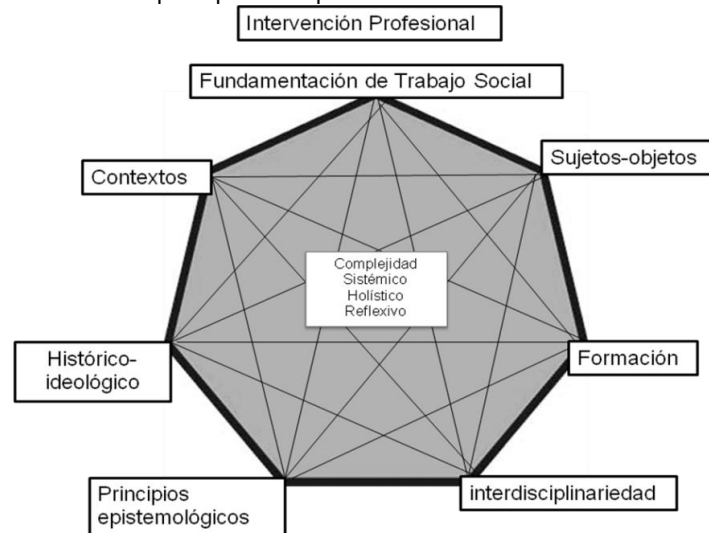 Intervención Profesional
Fundamentación de Trabajo Social
Contextos
Sujetos-objetos
Complejidad
Sistémico
Holístico
Reflexivo
Histórico-
ideológico
Formación
Principios
epistemológicos
interdisciplinariedad